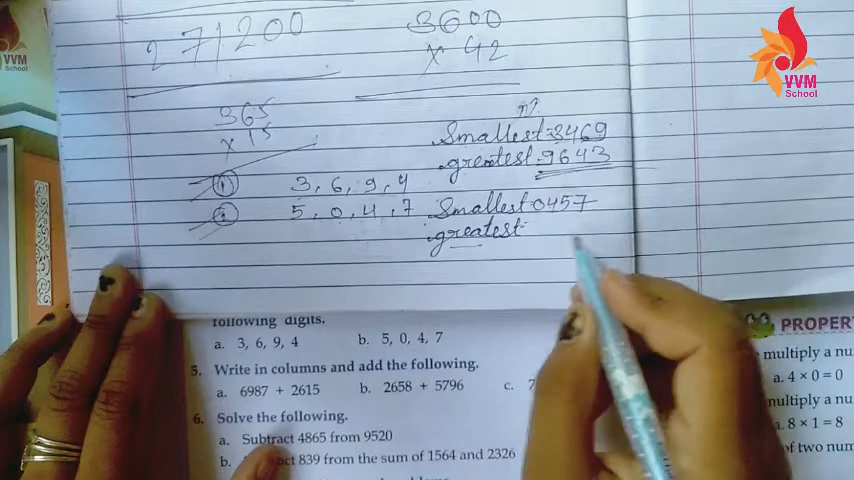 271200
3600
× 42
VVM
School
VVM
School
365
× 15
Smallest 3469
greatest 9643
① 3, 6, 9, 4
② 5, 0, 4, 7 Smallest 0457
greatest
following digits.
a. 3, 6, 9, 4 b. 5, 0, 4, 7
5. Write in columns and add the following.
a. 6987 + 2615 b. 2658 + 5796 c. 7
6. Solve the following.
a. Subtract 4865 from 9520
b. 839 from the sum of 1564 and 2326
PROPER
multiply a nu
a. 4 × 0 = 0
multiply a nu
a. 8 × 1 = 8
of two num